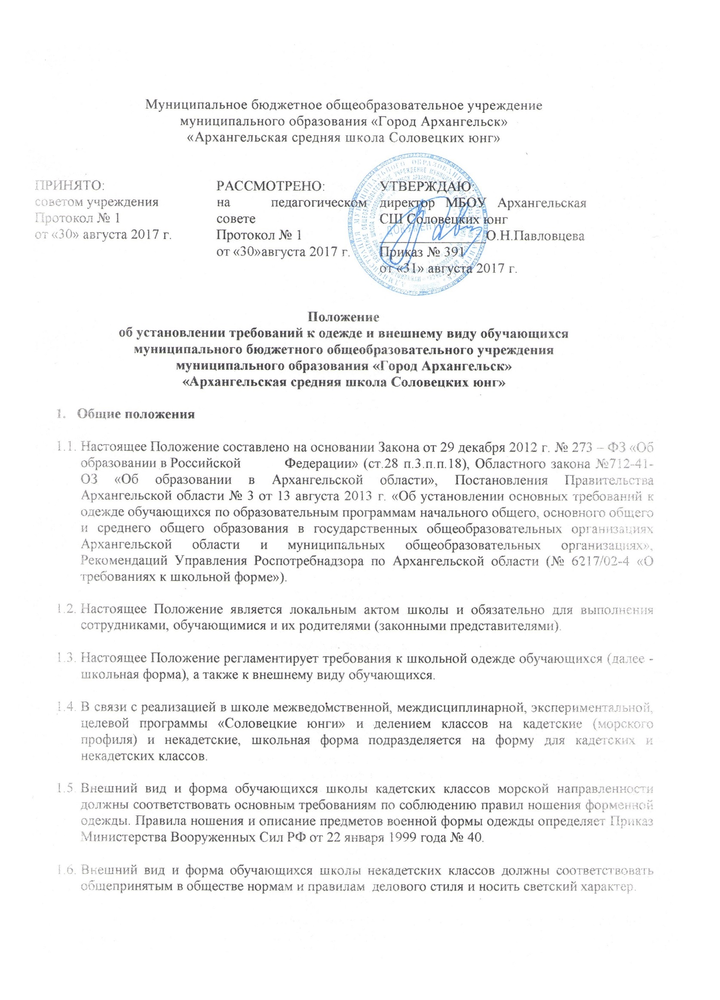 Муниципальное бюджетное общеобразовательное учреждение
муниципального образования «Город Архангельск»
«Архангельская средняя школа Соловецких юнг»
ПРИНЯТО:
советом учреждения
Протокол № 1
от «30» августа 2017 г.
РАССМОТРЕНО:
на педагогическом
совете
Протокол № 1
от «30»августа 2017 г.
УТВЕРЖДАЮ:
директор МБОУ Архангельская
СШ Соловецких юнг
О.Н.Павловцева
Приказ № 391
от «31» августа 2017 г.
Положение
об установлении требований к одежде и внешнему виду обучающихся
муниципального бюджетного общеобразовательного учреждения
муниципального образования «Город Архангельск»
«Архангельская средняя школа Соловецких юнг»
1. Общие положения
1.1. Настоящее Положение составлено на основании Закона от 29 декабря 2012 г. № 273 – ФЗ «Об
образовании в Российской Федерации» (ст.28 п.3.п.п.18), Областного закона №712-41-
ОЗ «Об образовании в Архангельской области», Постановления Правительства
Архангельской области № 3 от 13 августа 2013 г. «Об установлении основных требований к
одежде обучающихся по образовательным программам начального общего, основного общего
и среднего общего образования в государственных общеобразовательных организациях
Архангельской области и муниципальных общеобразовательных организациях»,
Рекомендаций Управления Роспотребнадзора по Архангельской области (№ 6217/02-4 «О
требованиях к школьной форме»).
1.2. Настоящее Положение является локальным актом школы и обязательно для выполнения
сотрудниками, обучающимися и их родителями (законными представителями).
1.3. Настоящее Положение регламентирует требования к школьной одежде обучающихся (далее -
школьная форма), а также к внешнему виду обучающихся.
1.4. В связи с реализацией в школе межведомственной, междисциплинарной, экспериментальной,
целевой программы «Соловецкие юнги» и делением классов на кадетские (морского
профиля) и некадетские, школьная форма подразделяется на форму для кадетских и
некадетских классов.
1.5. Внешний вид и форма обучающихся школы кадетских классов морской направленности
должны соответствовать основным требованиям по соблюдению правил ношения форменной
одежды. Правила ношения и описание предметов военной формы одежды определяет Приказ
Министерства Вооруженных Сил РФ от 22 января 1999 года № 40.
1.6. Внешний вид и форма обучающихся школы некадетских классов должны соответствовать
общепринятым в обществе нормам и правилам делового стиля и носить светский характер.